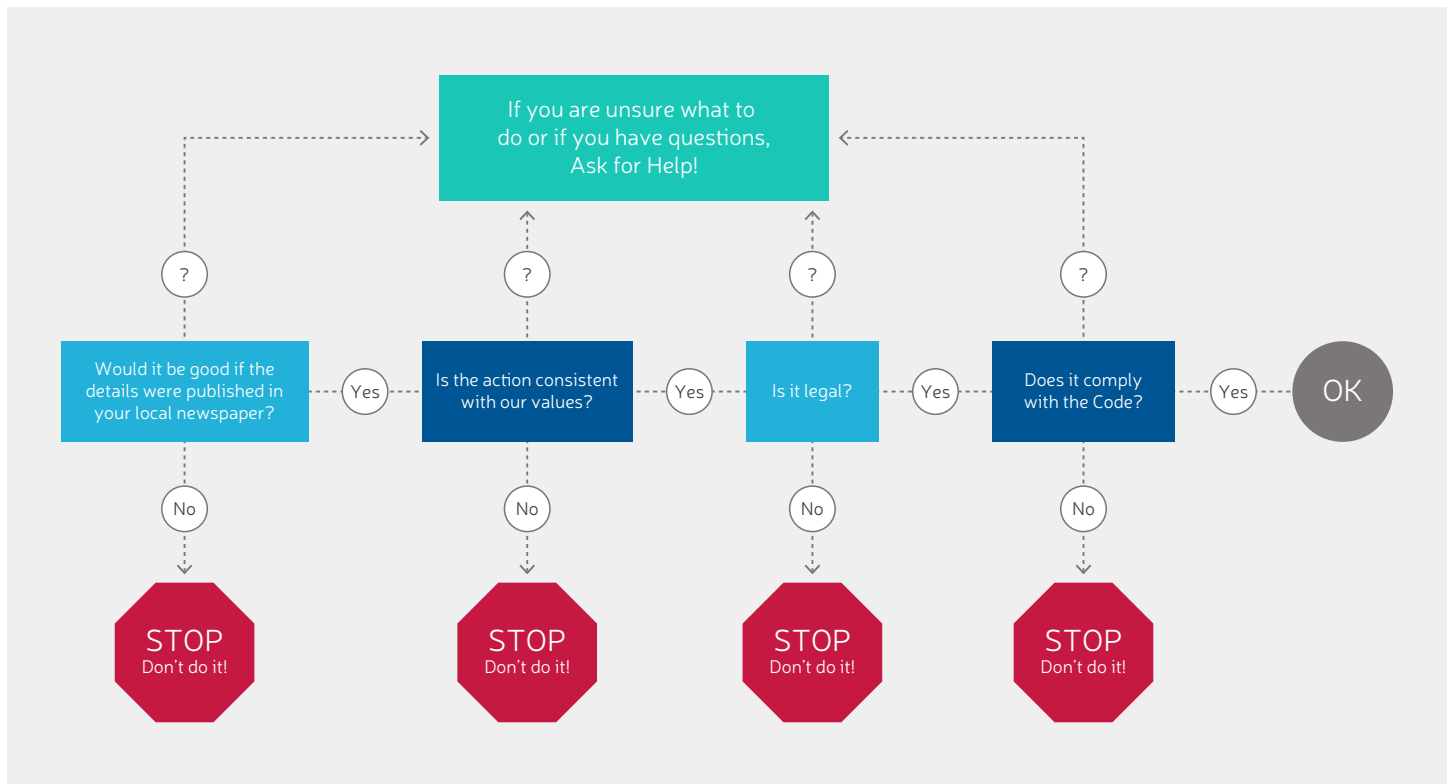 If you are unsure what to
do or if you have questions,
Ask for Help!
?
?
?
?
Would it be good if the
details were published in
your local newspaper?
Yes
Is the action consistent
with our values?
Yes
Is it legal?
Yes
Does it comply
with the Code?
Yes
OK
No
No
No
No
STOP
Don't do it!
STOP
Don't do it!
STOP
Don't do it!
STOP
Don't do it!